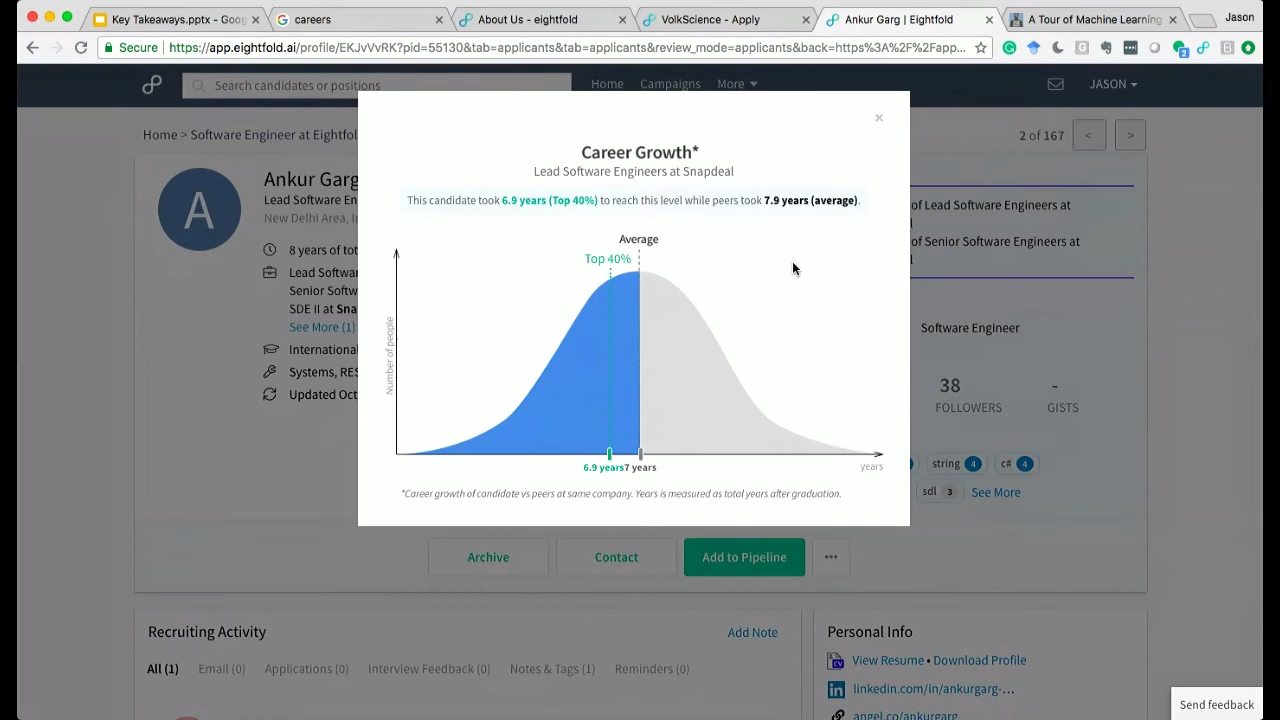 Key Takeaways.pptx - Goog
careers
About Us - eightfold
VolkScience - Apply
Ankur Garg | Eightfold
A Tour of Machine Learning
Jason
Secure
https://app.eightfold.ai/profile/EKJvVvRK?pid=55130&tab=applicants&tab=applicants&review_mode=applicants&back=https%3A%2F%2Fapp...
Search candidates or positions
Home
Campaigns
More
JASON
Home > Software Engineer at Eightfol
2 of 167
<
>
×
Career Growth*
Lead Software Engineers at Snapdeal
This candidate took 6.9 years (Top 40%) to reach this level while peers took 7.9 years (average).
A
Ankur Garg
Lead Software En
New Delhi Area, I
of Lead Software Engineers at
of Senior Software Engineers at
Average
Top 40%
8 years of tot
Lead Softwar
Senior Softw
SDE II at Sna
See More (1)
International
Systems, RES
Updated Oct
Number of people
Software Engineer
38
-
FOLLOWERS
GISTS
string 4
c# 4
sdl 3
See More
6.9 years
7 years
years
*Career growth of candidate vs peers at same company. Years is measured as total years after graduation.
Archive
Contact
Add to Pipeline
•••
Recruiting Activity
Add Note
Personal Info
All (1)
Email (0)
Applications (0)
Interview Feedback (0)
Notes & Tags (1)
Reminders (0)
View Resume • Download Profile
linkedin.com/in/ankurgarg-...
angel.co/ankurgarg
Send feedback